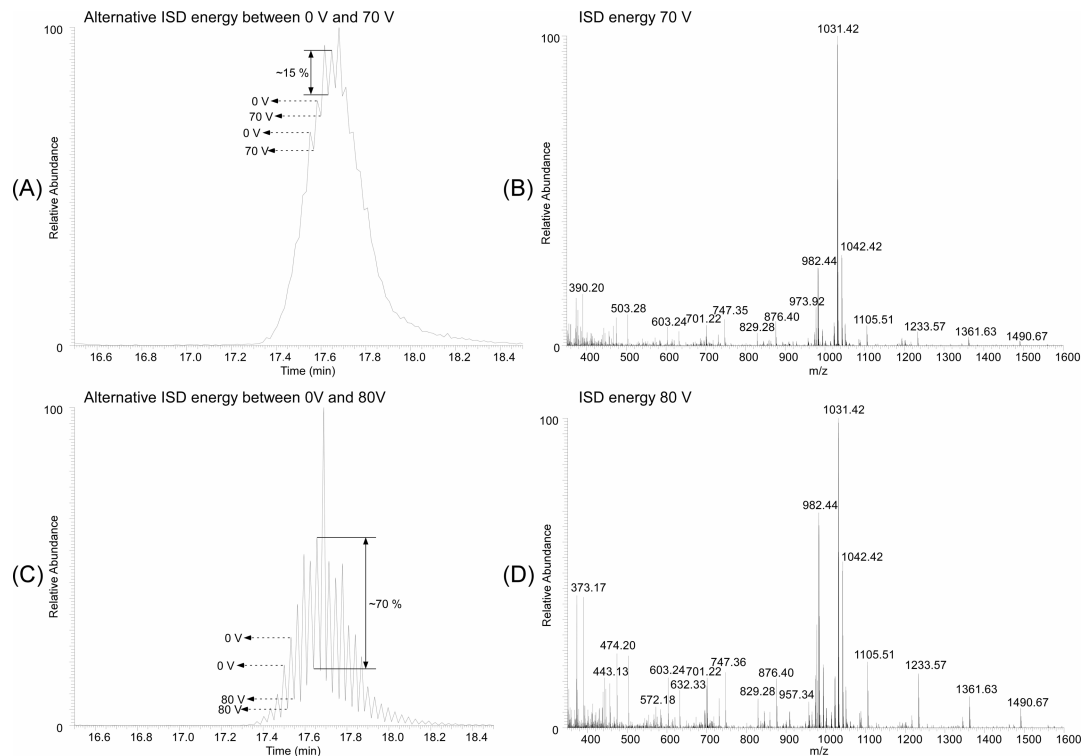 (A)
Alternative ISD energy between 0 V and 70 V
100
Relative Abundance
0
~15 %
0 V
70 V
0 V
70 V
16.6 16.8 17.0 17.2 17.4 17.6 17.8 18.0 18.2 18.4
Time (min)
(B)
ISD energy 70 V
100
Relative Abundance
0
1031.42
1042.42
982.44
973.92
390.20
503.28
603.24
701.22
747.35
829.28
876.40
1105.51
1233.57
1361.63
1490.67
400 500 600 700 800 900 1000 1100 1200 1300 1400 1500 1600
m/z
(C)
Alternative ISD energy between 0V and 80V
100
Relative Abundance
0
~70 %
0 V
0 V
80 V
80 V
16.6 16.8 17.0 17.2 17.4 17.6 17.8 18.0 18.2 18.4
Time (min)
(D)
ISD energy 80 V
100
Relative Abundance
0
1031.42
982.44
1042.42
373.17
474.20
443.13
572.18
603.24
632.33
701.22
747.36
829.28
876.40
957.34
1105.51
1233.57
1361.63
1490.67
400 500 600 700 800 900 1000 1100 1200 1300 1400 1500 1600
m/z